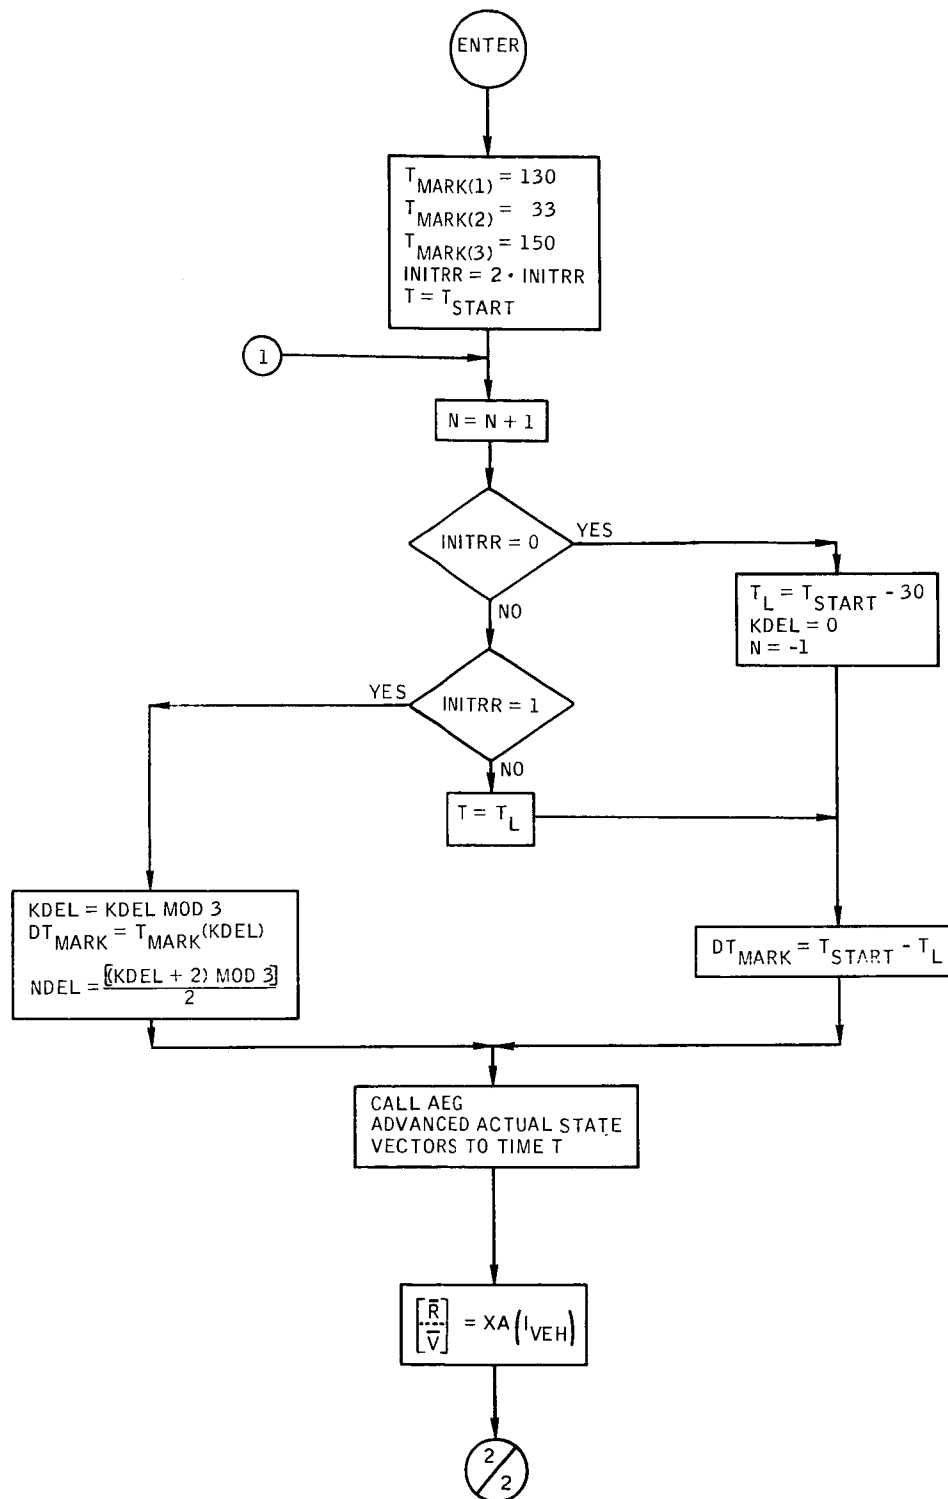 ENTER
T_MARK(1) = 130
T_MARK(2) = 33
T_MARK(3) = 150
INITRR = 2 · INITRR
T = T_START
1
N = N + 1
INITRR = 0
YES
T_L = T_START - 30
KDEL = 0
N = -1
NO
INITRR = 1
YES
NO
T = T_L
KDEL = KDEL MOD 3
DT_MARK = T_MARK(KDEL)
NDEL = [(KDEL + 2) MOD 3] / 2
DT_MARK = T_START - T_L
CALL AEG
ADVANCED ACTUAL STATE
VECTORS TO TIME T
[R̅ / V̅] = XA(I_VEH)
2/2